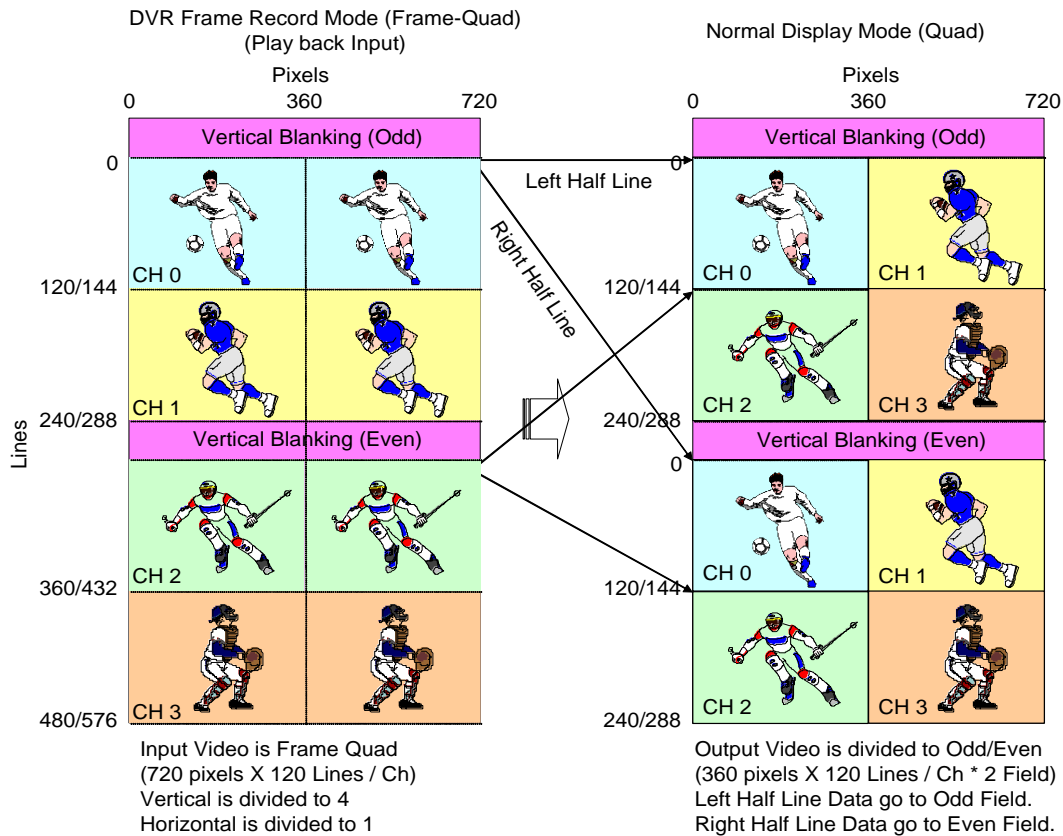 DVR Frame Record Mode (Frame-Quad)
(Play back Input)
Pixels
0 360 720
Vertical Blanking (Odd)
0
CH 0
120/144
CH 1
240/288
Vertical Blanking (Even)
Lines
CH 2
360/432
CH 3
480/576
Input Video is Frame Quad
(720 pixels X 120 Lines / Ch)
Vertical is divided to 4
Horizontal is divided to 1
Left Half Line
Right Half Line
Normal Display Mode (Quad)
Pixels
0 360 720
Vertical Blanking (Odd)
0
CH 0 CH 1
120/144
CH 2 CH 3
240/288
Vertical Blanking (Even)
0
CH 0 CH 1
120/144
CH 2 CH 3
240/288
Output Video is divided to Odd/Even
(360 pixels X 120 Lines / Ch * 2 Field)
Left Half Line Data go to Odd Field.
Right Half Line Data go to Even Field.